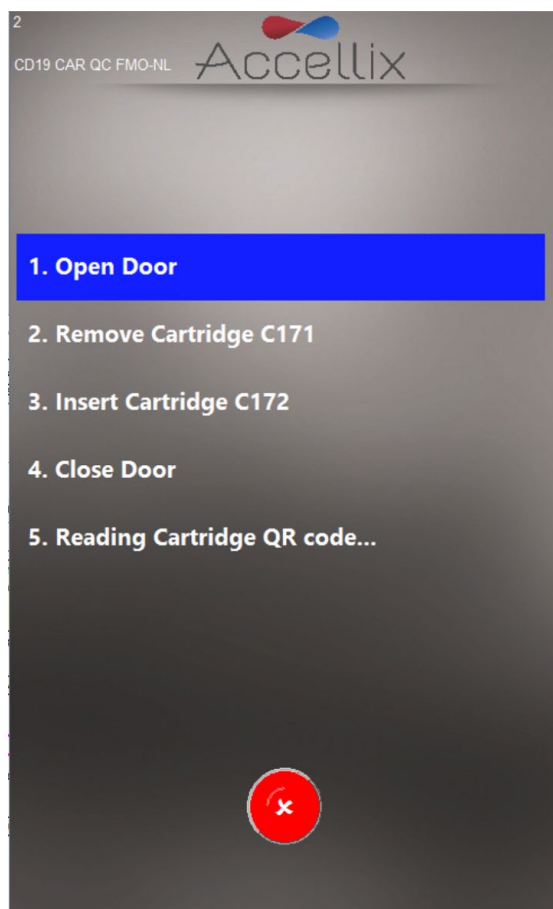 2
CD19 CAR QC FMO-NL
Accellix
1. Open Door
2. Remove Cartridge C171
3. Insert Cartridge C172
4. Close Door
5. Reading Cartridge QR code...